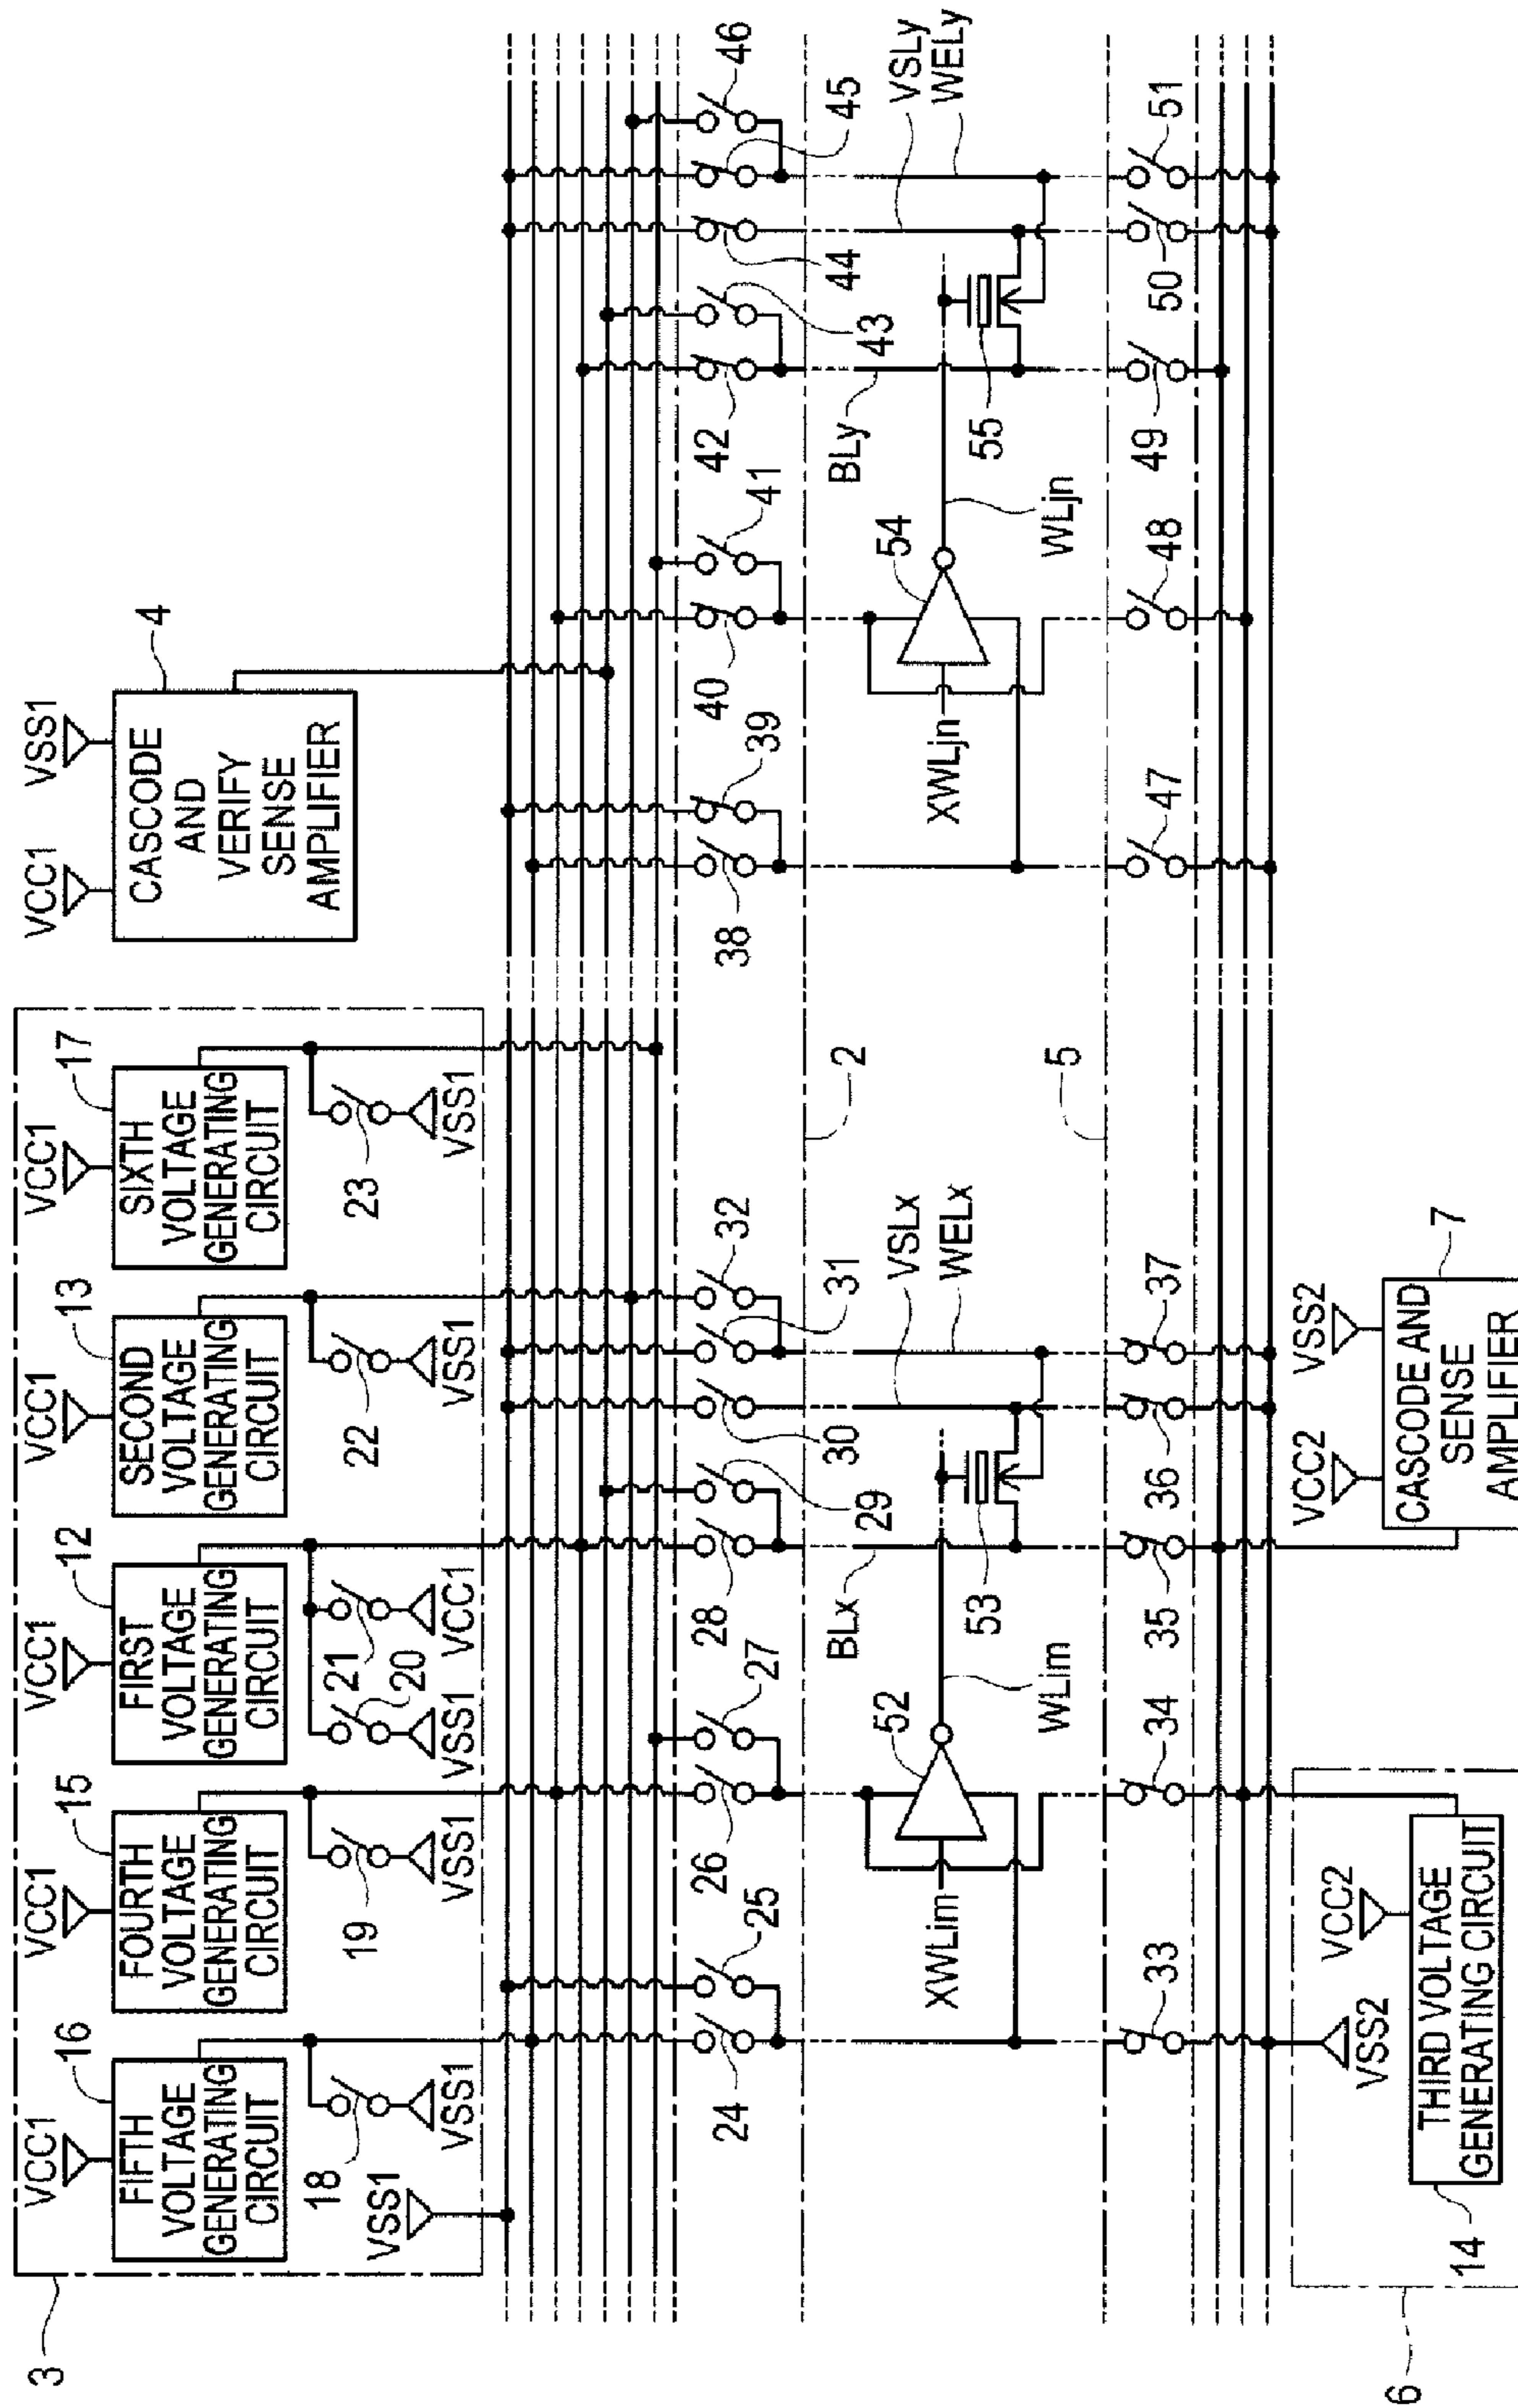 3
VCC1
FIFTH
VOLTAGE
GENERATING
CIRCUIT
16
18
VSS1
VSS1
VCC1
FOURTH
VOLTAGE
GENERATING
CIRCUIT
15
19
VSS1
VCC1
FIRST
VOLTAGE
GENERATING
CIRCUIT
12
21
20
VSS1
VCC1
VCC1
SECOND
VOLTAGE
GENERATING
CIRCUIT
13
22
VSS1
VCC1
SIXTH
VOLTAGE
GENERATING
CIRCUIT
17
23
VSS1
VCC1
VSS1
CASCODE
AND
VERIFY
SENSE
AMPLIFIER
4
24
25
26
27
28
29
30
31
32
38
39
40
41
42
43
44
45
46
2
XWLim
52
WLim
BLx
53
VSLx
WELx
XWLjn
54
WLjn
BLy
55
VSLy
WELy
5
33
34
35
36
37
47
48
49
50
51
6
VSS2
VCC2
THIRD VOLTAGE
GENERATING CIRCUIT
14
VCC2
VSS2
CASCODE AND
SENSE
AMPLIFIER
7